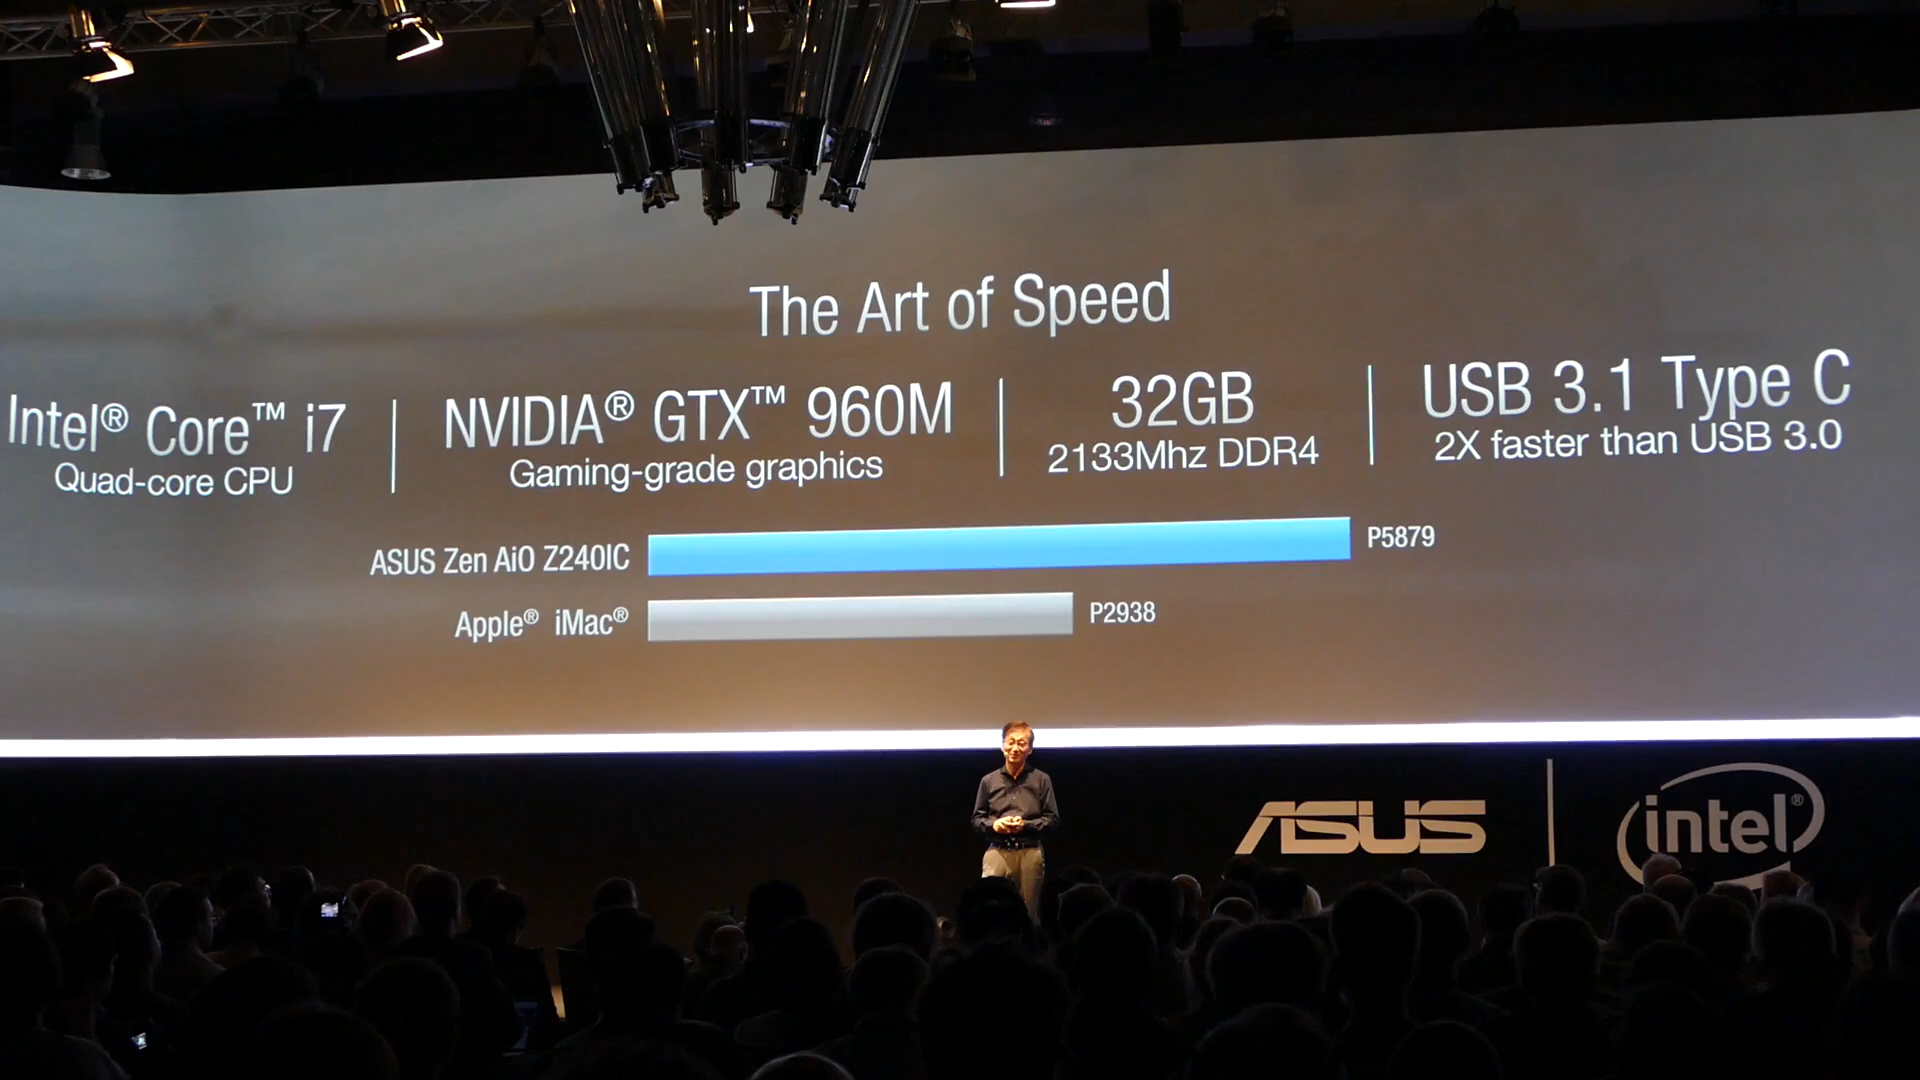 The Art of Speed
Intel® Core™ i7
Quad-core CPU
NVIDIA® GTX™ 960M
Gaming-grade graphics
32GB
2133Mhz DDR4
USB 3.1 Type C
2X faster than USB 3.0
ASUS Zen AiO Z240IC
P5879
Apple® iMac®
P2938
ASUS
intel®